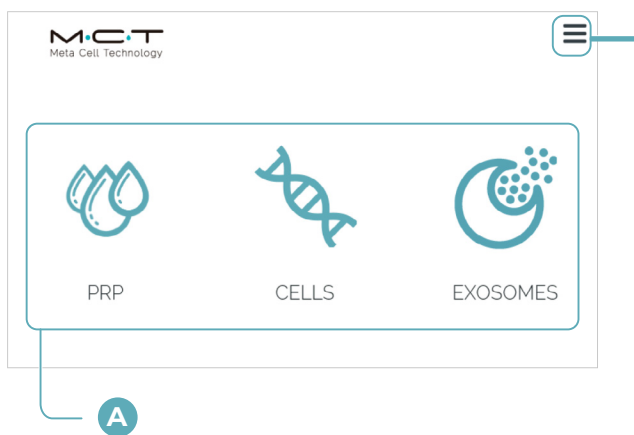 M·C·T
Meta Cell Technology
PRP
CELLS
EXOSOMES
A